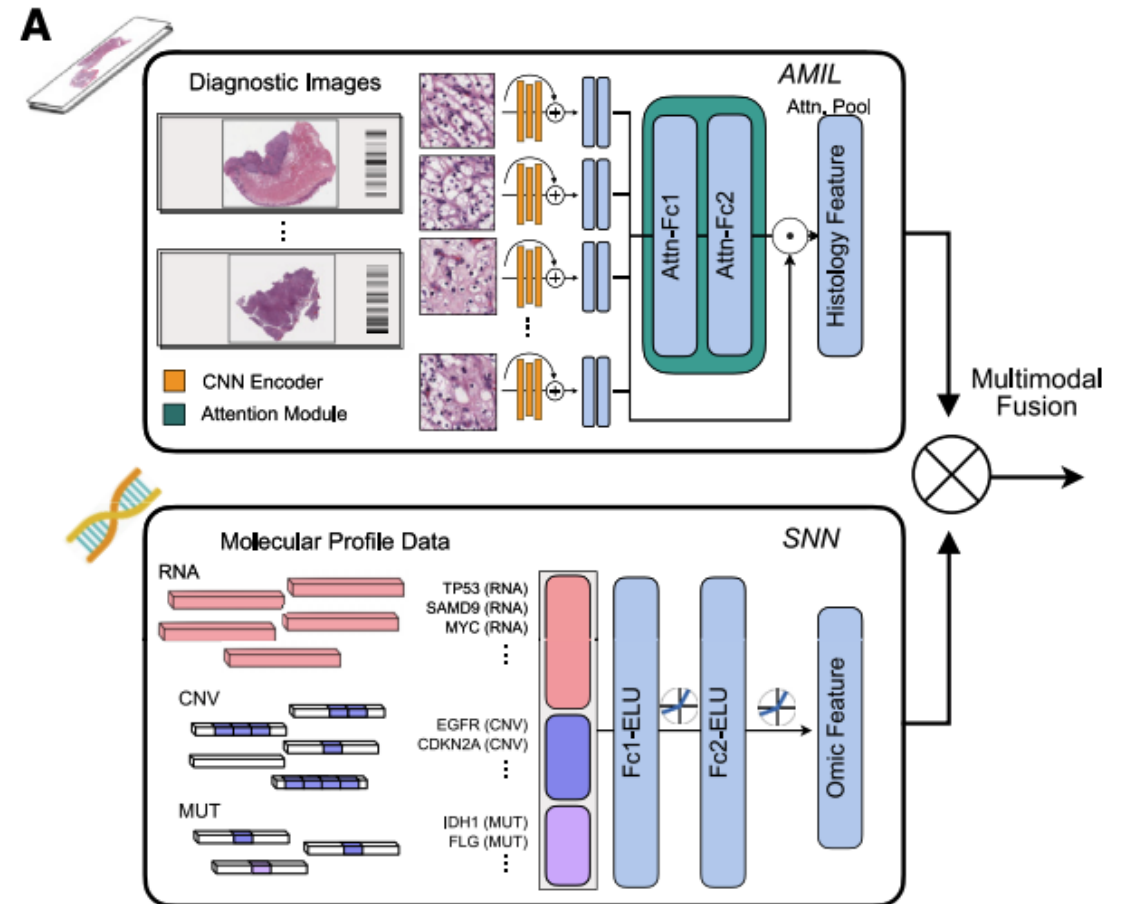 A
Diagnostic Images
AMIL
Attn. Pool
Attn-Fc1
Attn-Fc2
Histology Feature
CNN Encoder
Attention Module
Multimodal
Fusion
Molecular Profile Data
SNN
RNA
TP53 (RNA)
SAMD9 (RNA)
MYC (RNA)
CNV
EGFR (CNV)
CDKN2A (CNV)
MUT
IDH1 (MUT)
FLG (MUT)
Fc1-ELU
Fc2-ELU
Omic Feature